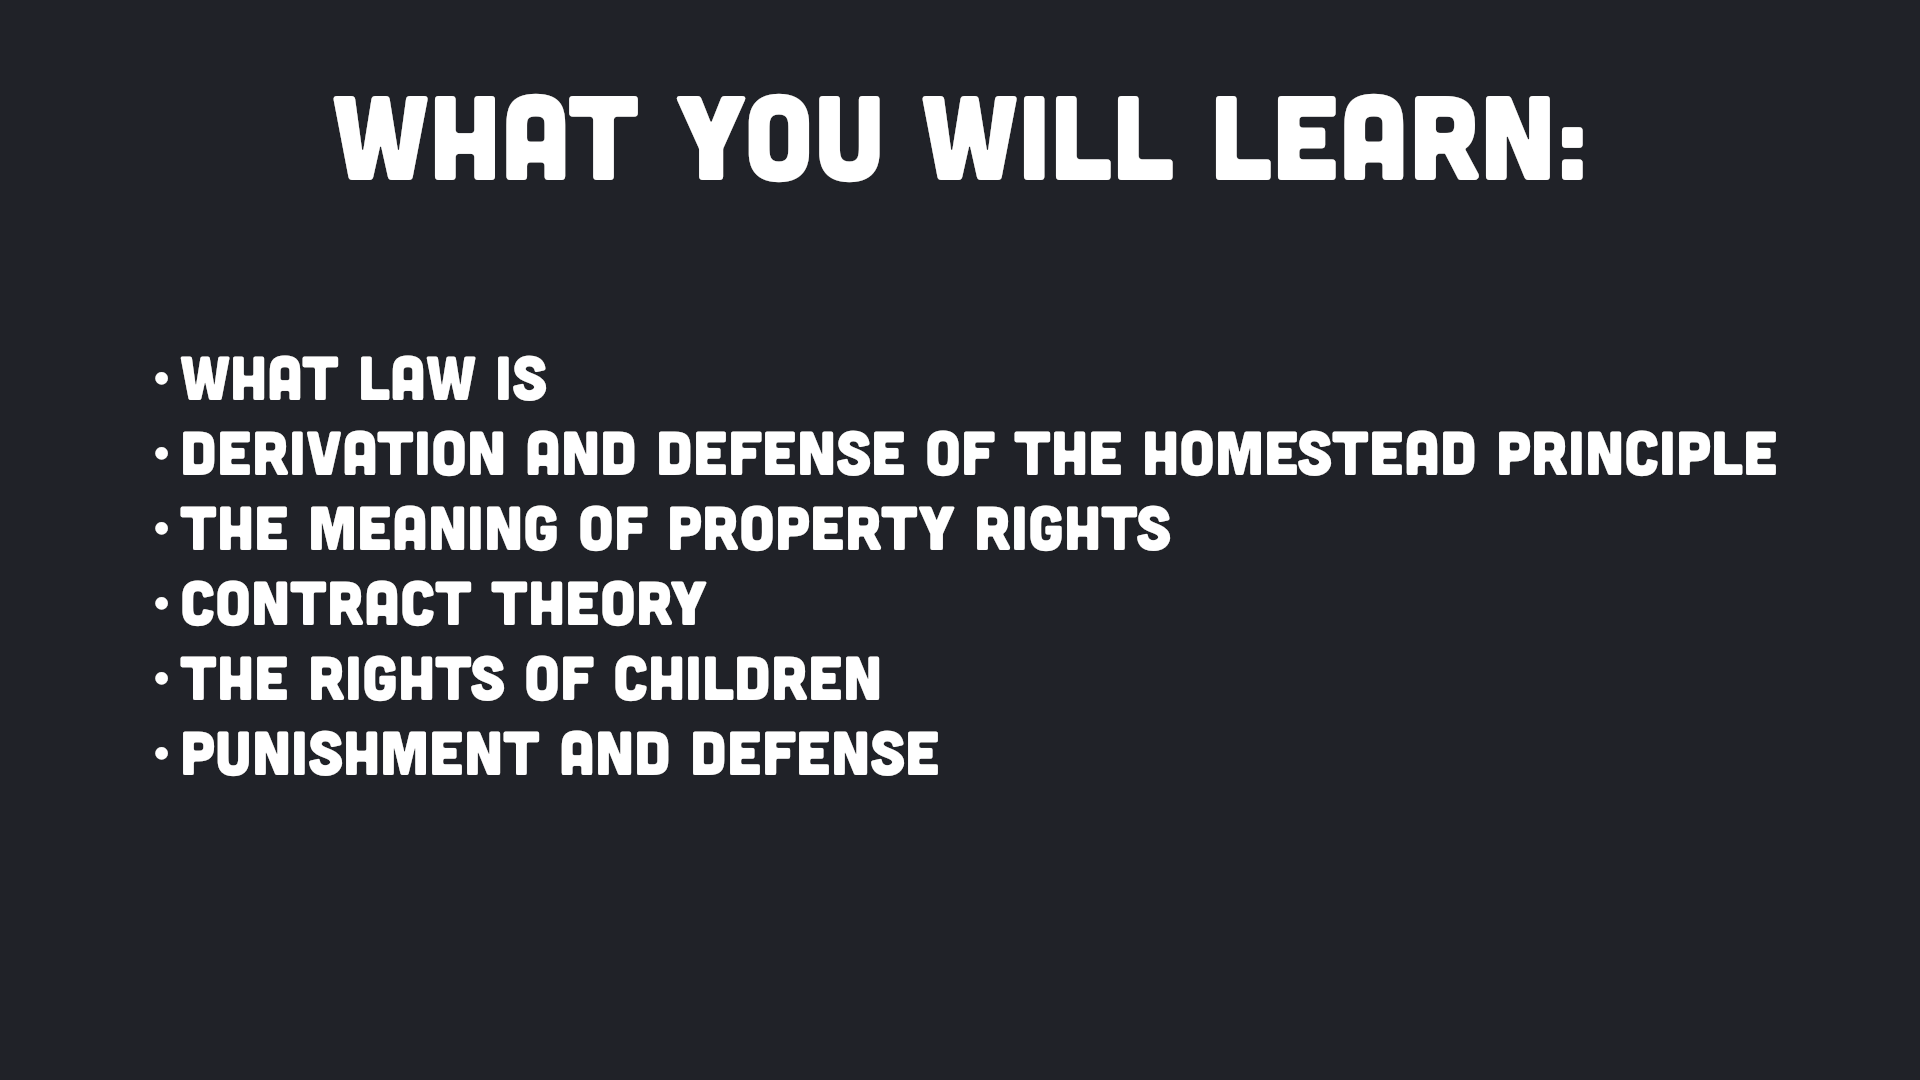 WHAT YOU WILL LEARN:
• WHAT LAW IS
• DERIVATION AND DEFENSE OF THE HOMESTEAD PRINCIPLE
• THE MEANING OF PROPERTY RIGHTS
• CONTRACT THEORY
• THE RIGHTS OF CHILDREN
• PUNISHMENT AND DEFENSE